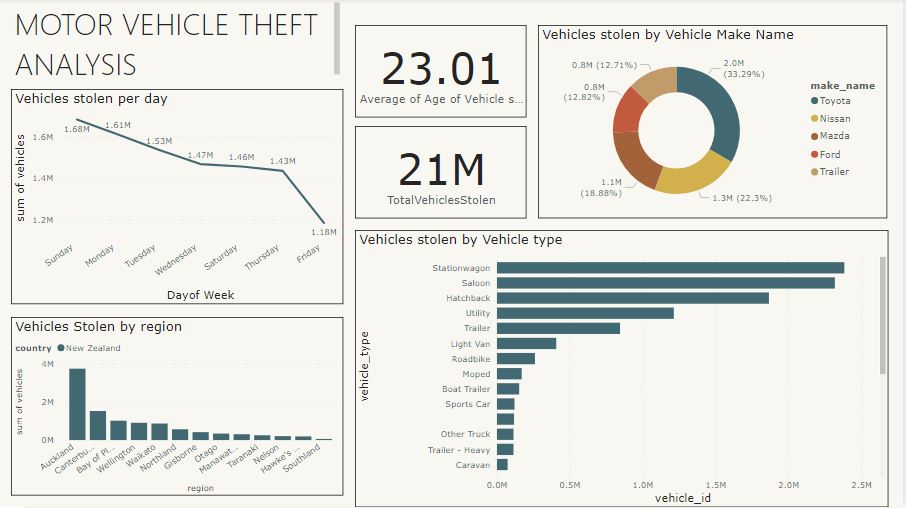 MOTOR VEHICLE THEFT
ANALYSIS
Vehicles stolen per day
sum of vehicles
1.6M
1.4M
1.2M
1.68M
1.61M
1.53M
1.47M
1.46M
1.43M
1.18M
Sunday
Monday
Tuesday
Wednesday
Saturday
Thursday
Friday
Dayof Week
23.01
Average of Age of Vehicle s...
21M
TotalVehiclesStolen
Vehicles stolen by Vehicle Make Name
0.8M (12.71%)
2.0M
(33.29%)
0.8M
(12.82%)
1.1M
(18.88%)
1.3M (22.3%)
make_name
Toyota
Nissan
Mazda
Ford
Trailer
Vehicles Stolen by region
country New Zealand
sum of vehicles
4M
2M
0M
Auckland
Canterbu...
Bay of Pl...
Wellington
Waikato
Northland
Gisborne
Otago
Manawat...
Taranaki
Nelson
Hawke's ...
Southland
region
Vehicles stolen by Vehicle type
vehicle_type
Stationwagon
Saloon
Hatchback
Utility
Trailer
Light Van
Roadbike
Moped
Boat Trailer
Sports Car
Other Truck
Trailer - Heavy
Caravan
0.0M
0.5M
1.0M
1.5M
2.0M
2.5M
vehicle_id